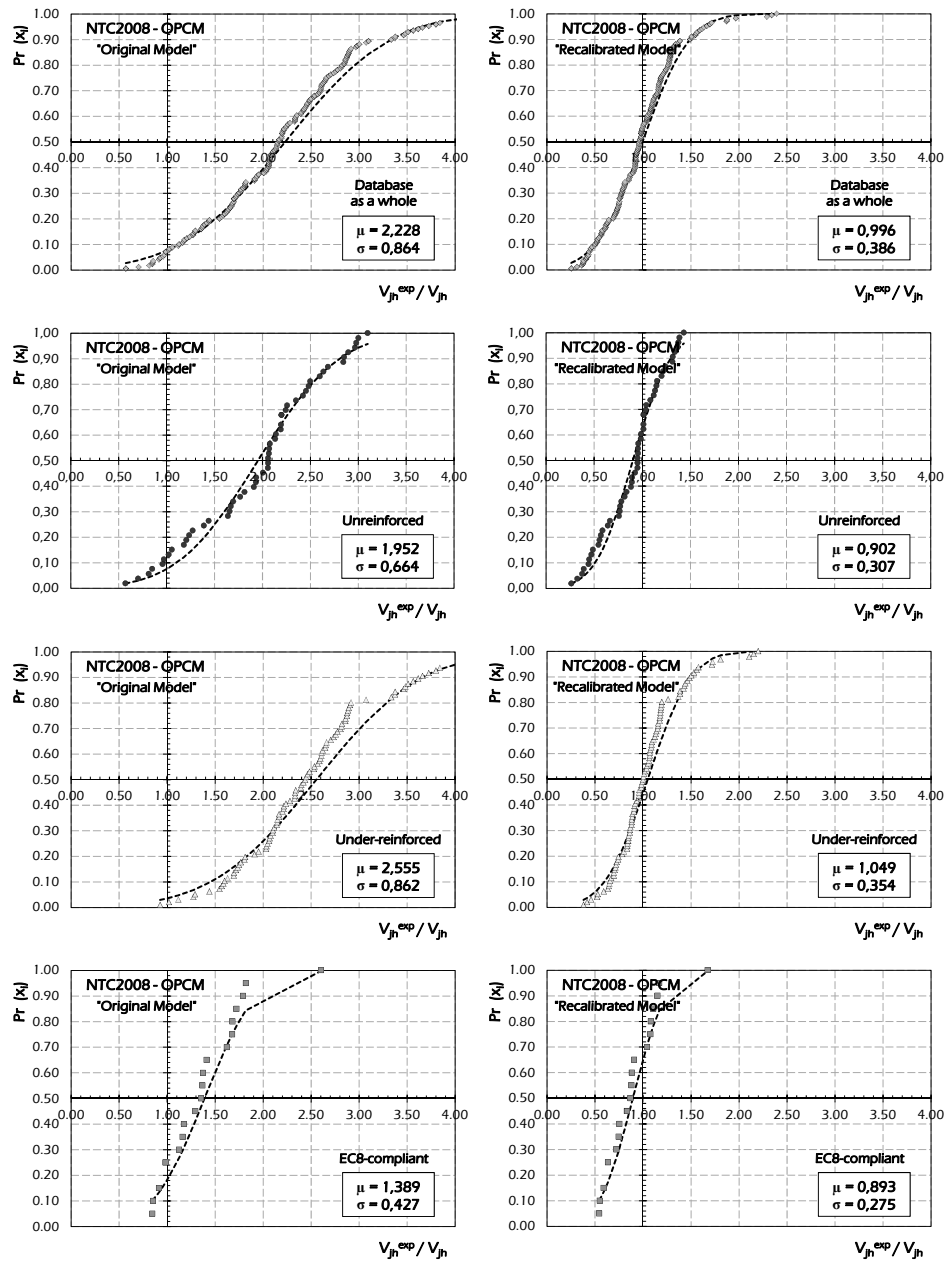 Pr (xi)
1.00
0.90
0.80
0.70
0.60
0.50
0.40
0.30
0.20
0.10
0.00
NTC2008 - OPCM
"Original Model"
0.00 0.50 1.00 1.50 2.00 2.50 3.00 3.50 4.00
Database
as a whole
μ = 2,228
σ = 0,864
Vjh^exp / Vjh
Pr (xi)
1.00
0.90
0.80
0.70
0.60
0.50
0.40
0.30
0.20
0.10
0.00
NTC2008 - OPCM
"Recalibrated Model"
0.00 0.50 1.00 1.50 2.00 2.50 3.00 3.50 4.00
Database
as a whole
μ = 0,996
σ = 0,386
Vjh^exp / Vjh
Pr (xi)
1,00
0,90
0,80
0,70
0,60
0,50
0,40
0,30
0,20
0,10
0,00
NTC2008 - OPCM
"Original Model"
0.00 0.50 1.00 1.50 2.00 2.50 3.00 3.50 4.00
Unreinforced
μ = 1,952
σ = 0,664
Vjh^exp / Vjh
Pr (xi)
1,00
0,90
0,80
0,70
0,60
0,50
0,40
0,30
0,20
0,10
0,00
NTC2008 - OPCM
"Recalibrated Model"
0.00 0.50 1.00 1.50 2.00 2.50 3.00 3.50 4.00
Unreinforced
μ = 0,902
σ = 0,307
Vjh^exp / Vjh
Pr (xi)
1.00
0.90
0.80
0.70
0.60
0.50
0.40
0.30
0.20
0.10
0.00
NTC2008 - OPCM
"Original Model"
0.00 0.50 1.00 1.50 2.00 2.50 3.00 3.50 4.00
Under-reinforced
μ = 2,555
σ = 0,862
Vjh^exp / Vjh
Pr (xi)
1.00
0.90
0.80
0.70
0.60
0.50
0.40
0.30
0.20
0.10
0.00
NTC2008 - OPCM
"Recalibrated Model"
0.00 0.50 1.00 1.50 2.00 2.50 3.00 3.50 4.00
Under-reinforced
μ = 1,049
σ = 0,354
Vjh^exp / Vjh
Pr (xi)
1.00
0.90
0.80
0.70
0.60
0.50
0.40
0.30
0.20
0.10
0.00
NTC2008 - OPCM
"Original Model"
0.00 0.50 1.00 1.50 2.00 2.50 3.00 3.50 4.00
EC8-compliant
μ = 1,389
σ = 0,427
Vjh^exp / Vjh
Pr (xi)
1.00
0.90
0.80
0.70
0.60
0.50
0.40
0.30
0.20
0.10
0.00
NTC2008 - OPCM
"Recalibrated Model"
0.00 0.50 1.00 1.50 2.00 2.50 3.00 3.50 4.00
EC8-compliant
μ = 0,893
σ = 0,275
Vjh^exp / Vjh